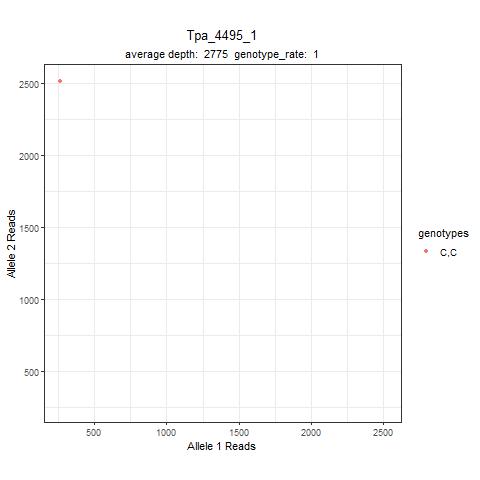 Tpa_4495_1
average depth: 2775 genotype_rate: 1
2500
2000
1500
1000
500
Allele 2 Reads
500 1000 1500 2000 2500
Allele 1 Reads
genotypes
C,C